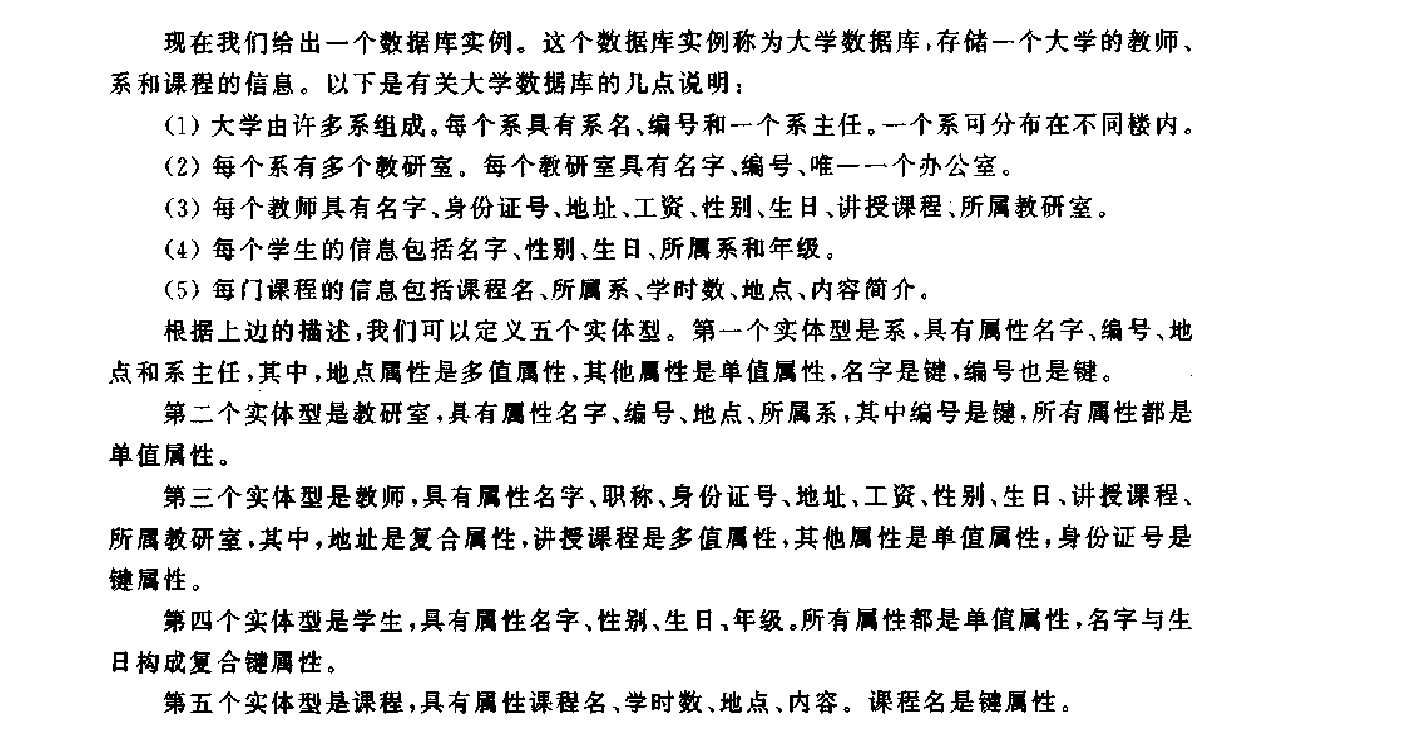 现在我们给出一个数据库实例。这个数据库实例称为大学数据库,存储一个大学的教师、
系和课程的信息。以下是有关大学数据库的几点说明:
(1) 大学由许多系组成。每个系具有系名、编号和一个系主任。一个系可分布在不同楼内。
(2) 每个系有多个教研室。每个教研室具有名字、编号、唯一一个办公室。
(3) 每个教师具有名字、身份证号、地址、工资、性别、生日、讲授课程、所属教研室。
(4) 每个学生的信息包括名字、性别、生日、所属系和年级。
(5) 每门课程的信息包括课程名、所属系、学时数、地点、内容简介。
根据上边的描述,我们可以定义五个实体型。第一个实体型是系,具有属性名字、编号、地
点和系主任,其中,地点属性是多值属性,其他属性是单值属性,名字是键,编号也是键。
第二个实体型是教研室,具有属性名字、编号、地点、所属系,其中编号是键,所有属性都是
单值属性。
第三个实体型是教师,具有属性名字、职称、身份证号、地址、工资、性别、生日、讲授课程、
所属教研室,其中,地址是复合属性,讲授课程是多值属性,其他属性是单值属性,身份证号是
键属性。
第四个实体型是学生,具有属性名字、性别、生日、年级。所有属性都是单值属性,名字与生
日构成复合键属性。
第五个实体型是课程,具有属性课程名、学时数、地点、内容。课程名是键属性。